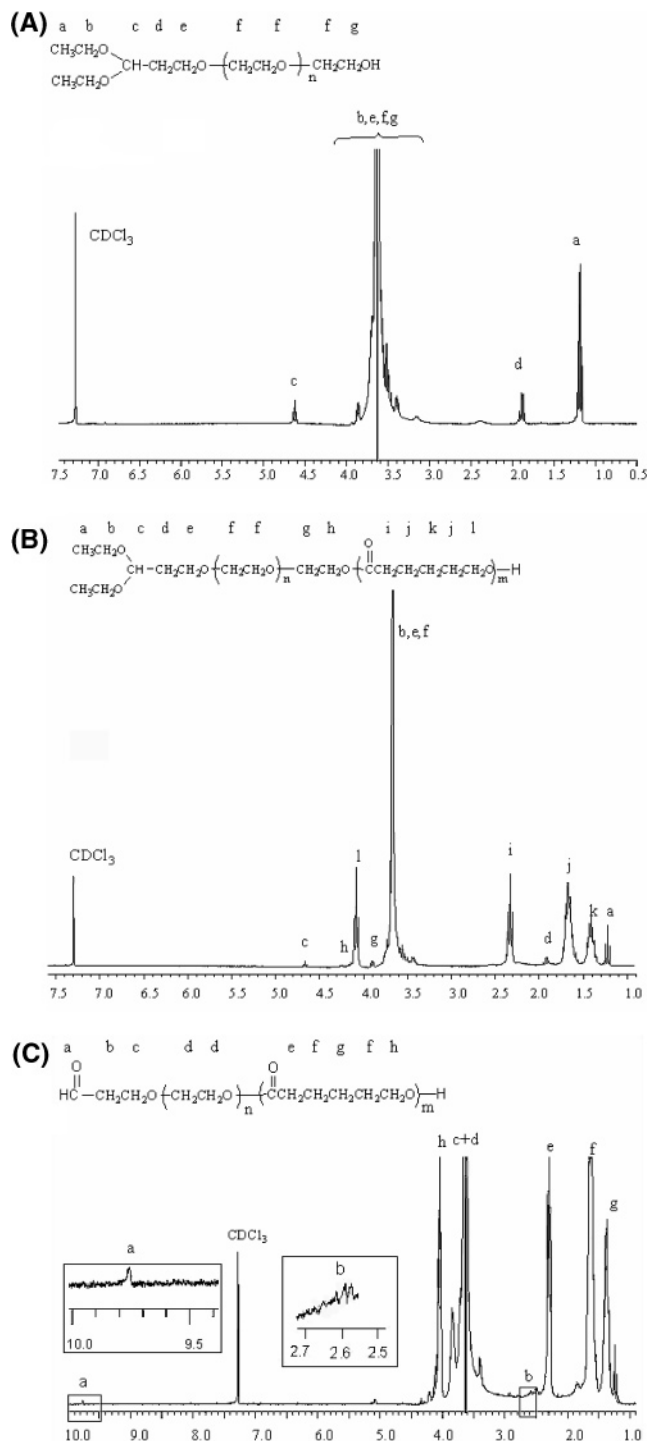 (A)
a b c d e f f f g
CH₃CH₂O
CH-CH₂CH₂O-(CH₂CH₂O)n-CH₂CH₂OH
CH₃CH₂O
b,e,f,g
CDCl₃
a
c
d
7.5 7.0 6.5 6.0 5.5 5.0 4.5 4.0 3.5 3.0 2.5 2.0 1.5 1.0 0.5
(B)
a b c d e f f g h i j k j l
O
CH₃CH₂O
CH-CH₂CH₂O-(CH₂CH₂O)n-CH₂CH₂O-(CCH₂CH₂CH₂CH₂CH₂O)m-H
CH₃CH₂O
b,e,f
CDCl₃
l
i
j
k
a
c
h
g
d
7.5 7.0 6.5 6.0 5.5 5.0 4.5 4.0 3.5 3.0 2.5 2.0 1.5 1.0
(C)
a b c d d e f g f h
O O
HC-CH₂CH₂O-(CH₂CH₂O)n-(CCH₂CH₂CH₂CH₂CH₂O)m-H
h c+d e f
g
CDCl₃
a
b
10.0 9.5
2.7 2.6 2.5
a
b
10.0 9.0 8.0 7.0 6.0 5.0 4.0 3.0 2.0 1.0